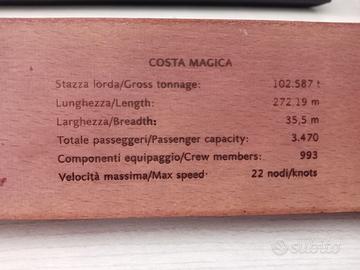 COSTA MAGICA
Stazza lorda/Gross tonnage: 102.587 t
Lunghezza/Length: 272,19 m
Larghezza/Breadth: 35,5 m
Totale passeggeri/Passenger capacity: 3.470
Componenti equipaggio/Crew members: 993
Velocità massima/Max speed: 22 nodi/knots
subito